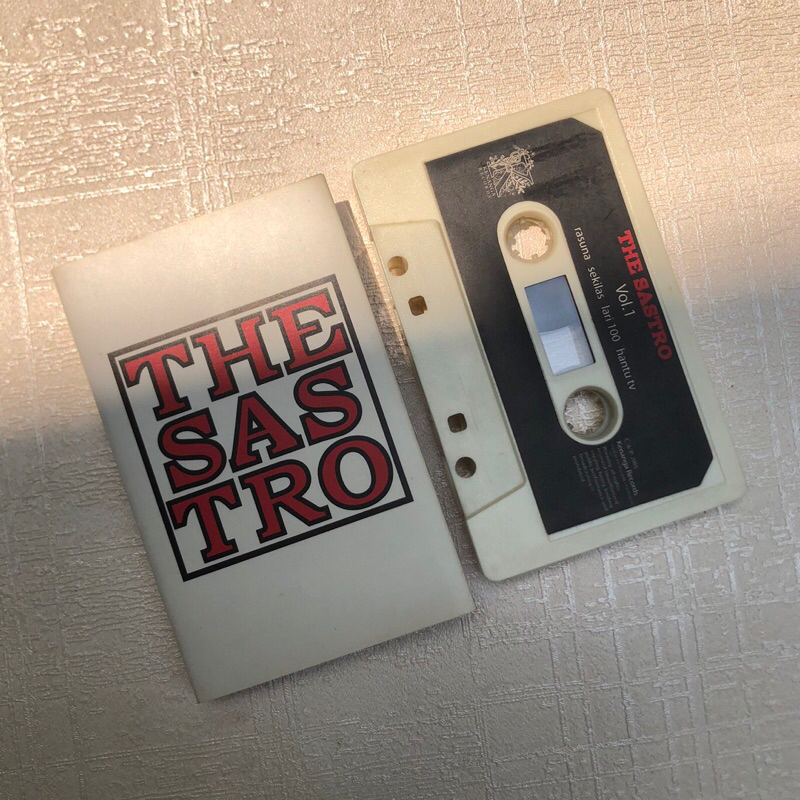 THE
SAS
TRO
THE SASTRO
Vol.1
rasuna sekilas lari 100 hantu tv